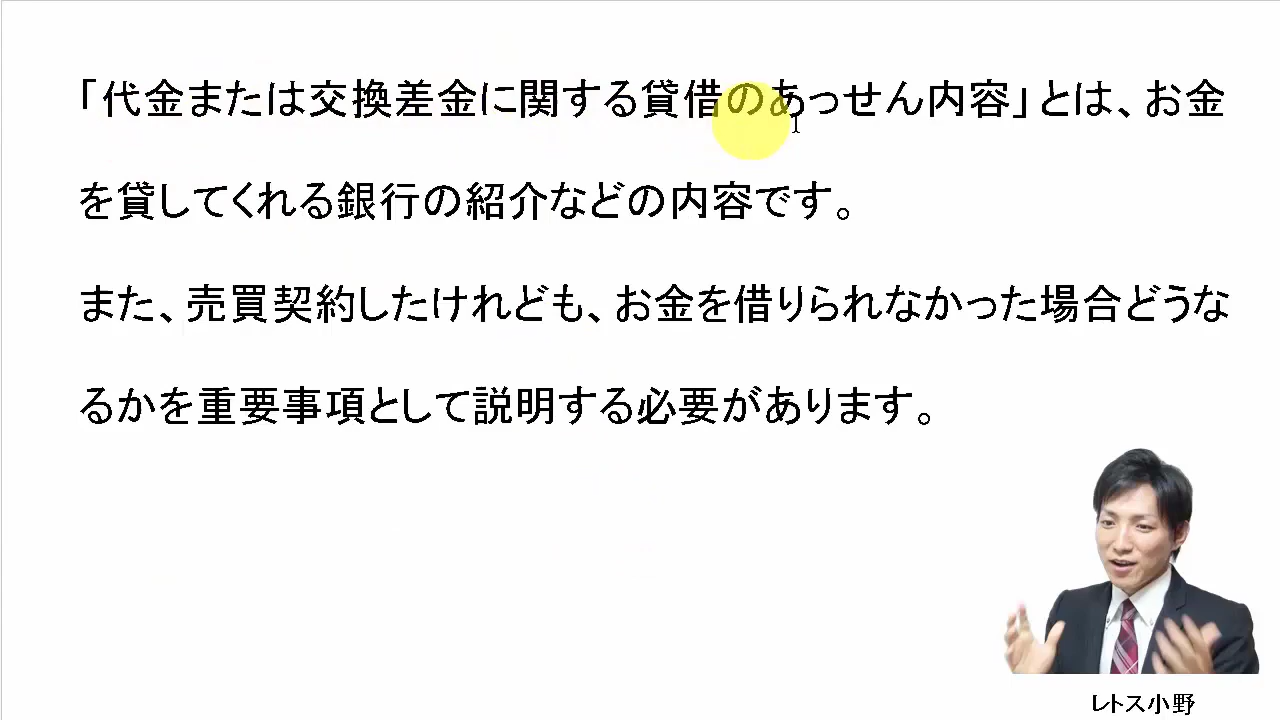 「代金または交換差金に関する貸借のあっせん内容」とは、お金
を貸してくれる銀行の紹介などの内容です。
また、売買契約したけれども、お金を借りられなかった場合どうな
るかを重要事項として説明する必要があります。
レトス小野